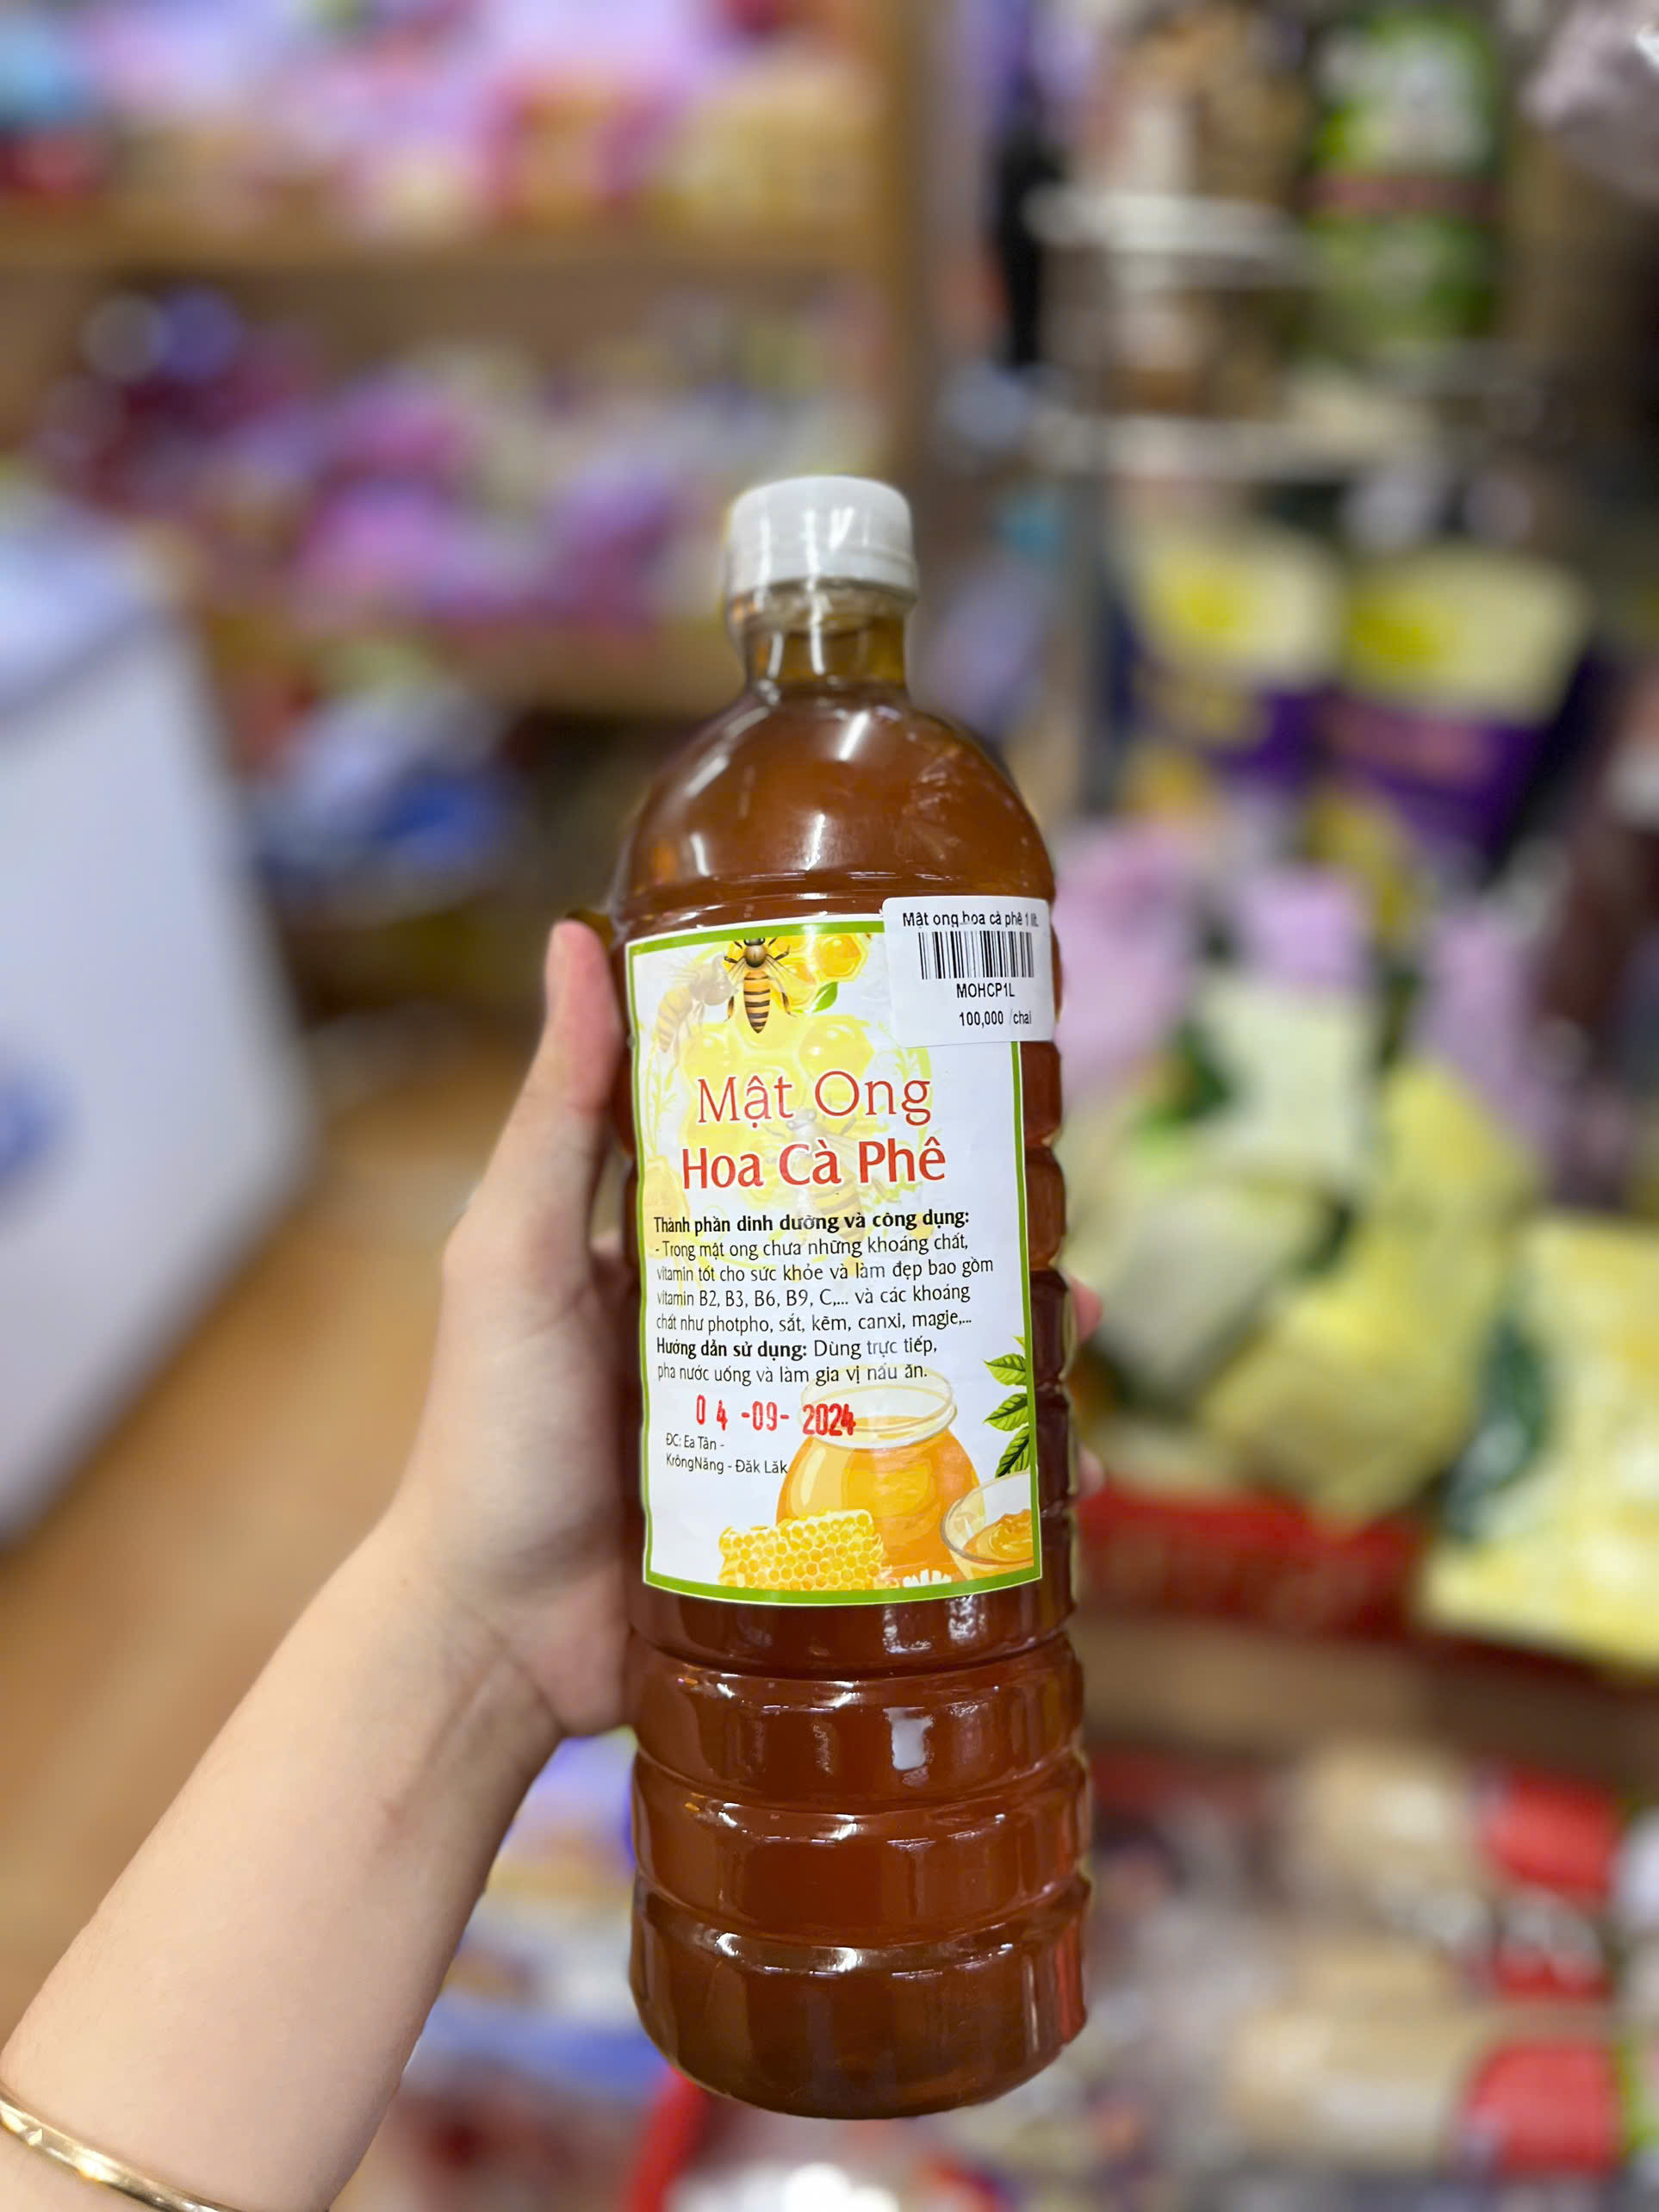 Mật ong hoa cà phê 1 lít.
MOHCP1L
100,000 /chai
Mật Ong
Hoa Cà Phê
Thành phần dinh dưỡng và công dụng:
- Trong mật ong chưa những khoáng chất,
vitamin tốt cho sức khỏe và làm đẹp bao gồm
vitamin B2, B3, B6, B9, C,... và các khoáng
chất như photpho, sắt, kẽm, canxi, magie,...
Hướng dẫn sử dụng: Dùng trực tiếp,
pha nước uống và làm gia vị nấu ăn.
04 -09- 2024
ĐC: Ea Tân -
KrôngNăng - Đăk Lăk